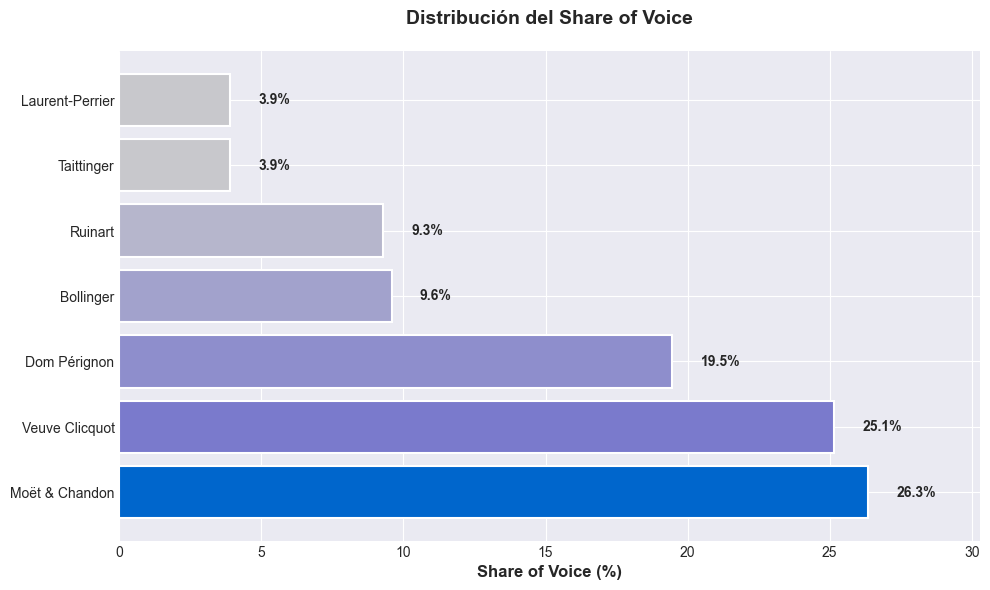 Distribución del Share of Voice
Laurent-Perrier 3.9%
Taittinger 3.9%
Ruinart 9.3%
Bollinger 9.6%
Dom Pérignon 19.5%
Veuve Clicquot 25.1%
Moët & Chandon 26.3%
0 5 10 15 20 25 30
Share of Voice (%)